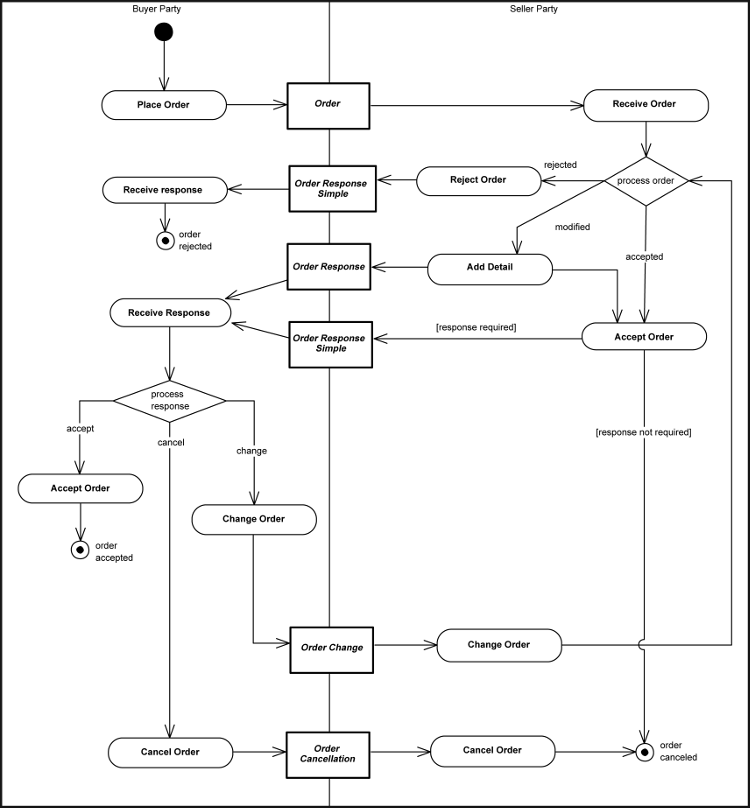 Buyer Party
Seller Party
Place Order
Order
Receive Order
Receive response
Order Response
Simple
rejected
Reject Order
process order
order
rejected
modified
accepted
Order Response
Add Detail
Receive Response
Order Response
Simple
[response required]
Accept Order
process
response
accept
cancel
change
[response not required]
Accept Order
Change Order
order
accepted
Order Change
Change Order
Cancel Order
Order
Cancellation
Cancel Order
order
canceled